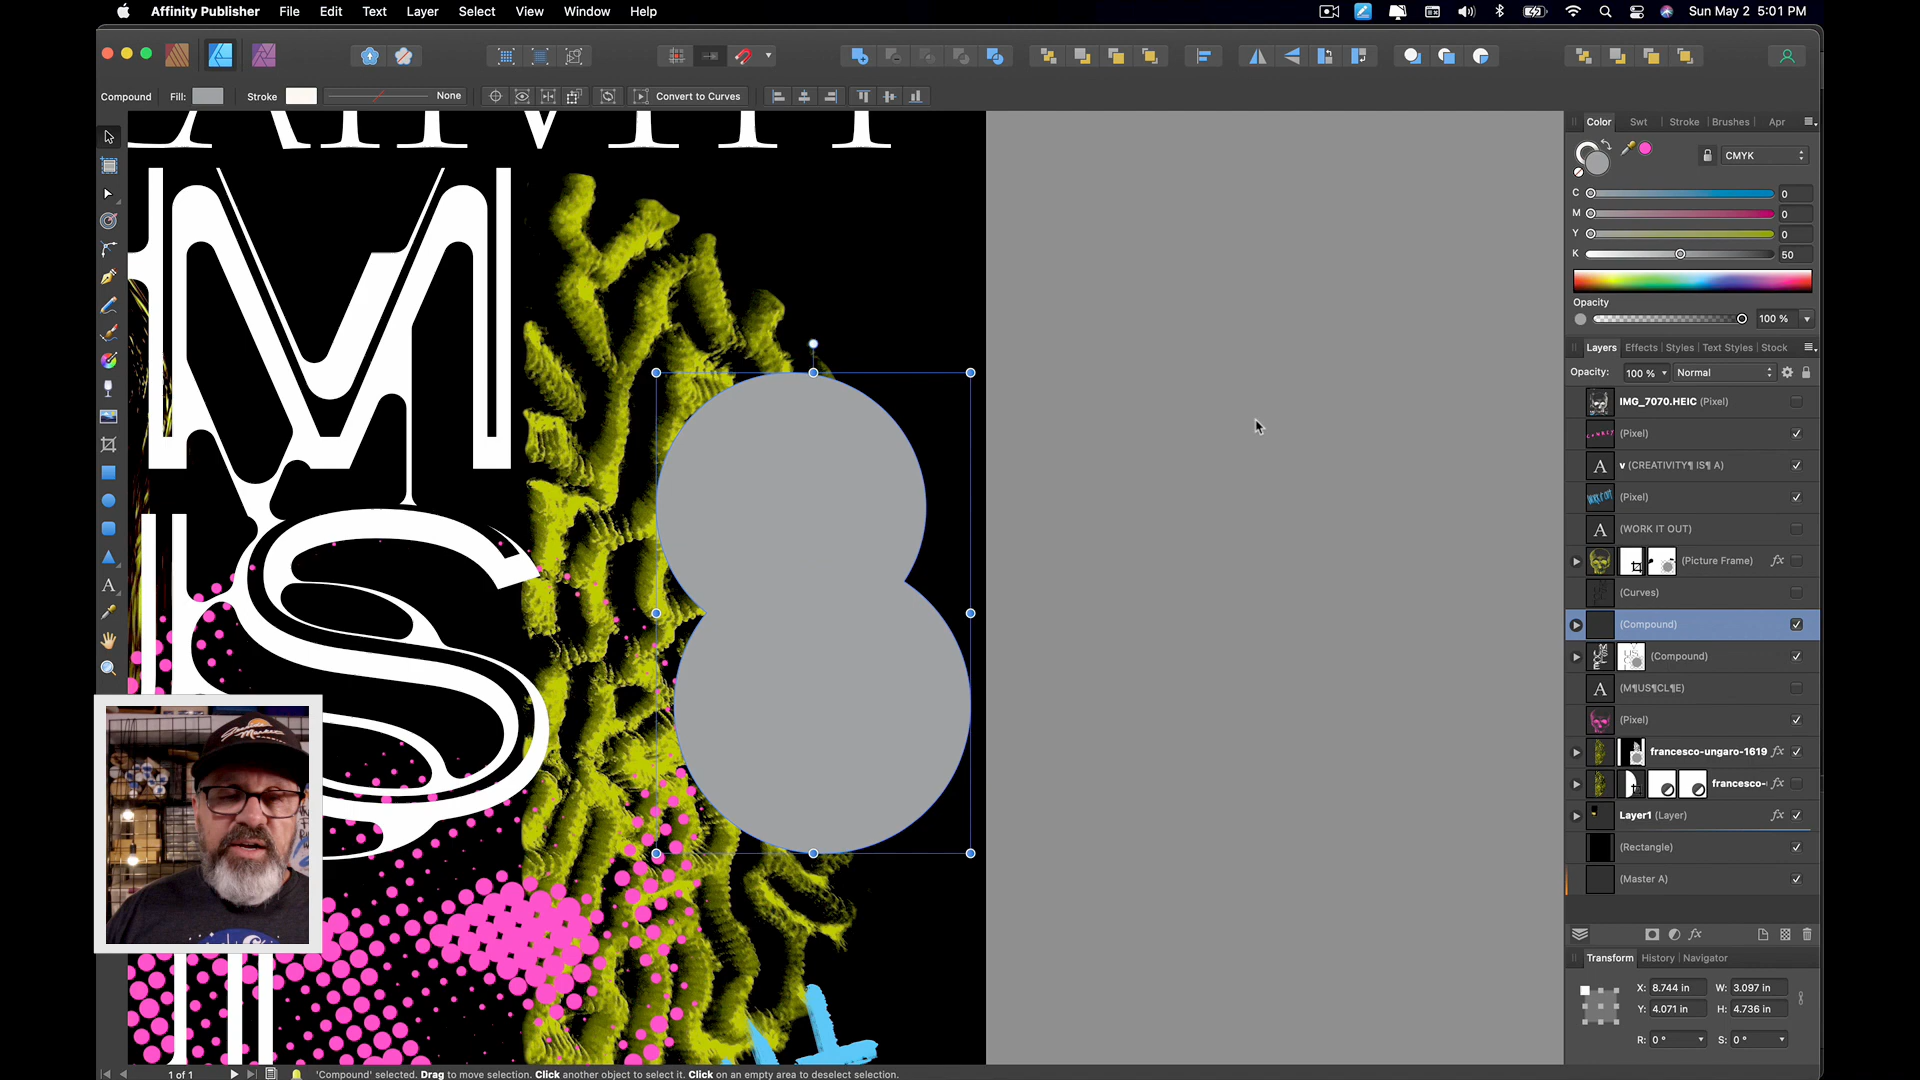 Affinity Publisher File Edit Text Layer Select View Window Help
Sun May 2 5:01 PM
Compound Fill: Stroke None Convert to Curves
M
S
Color Swt Stroke Brushes Apr
CMYK
C 0
M 0
Y 0
K 50
Opacity
100 %
Layers Effects Styles Text Styles Stock
Opacity: 100 % Normal
IMG_7070.HEIC (Pixel)
(Pixel)
A v (CREATIVITY¶ IS¶ A)
(Pixel)
A (WORK IT OUT)
(Picture Frame) fx
(Curves)
(Compound)
(Compound)
A (M¶US¶CL¶E)
(Pixel)
francesco-ungaro-1619 fx
francesco- fx
Layer1 (Layer) fx
(Rectangle)
(Master A)
fx
Transform History Navigator
X: 8.744 in W: 3.097 in
Y: 4.071 in H: 4.736 in
R: 0 ° S: 0 °
1 of 1 'Compound' selected. Drag to move selection. Click another object to select it. Click on an empty area to deselect selection.